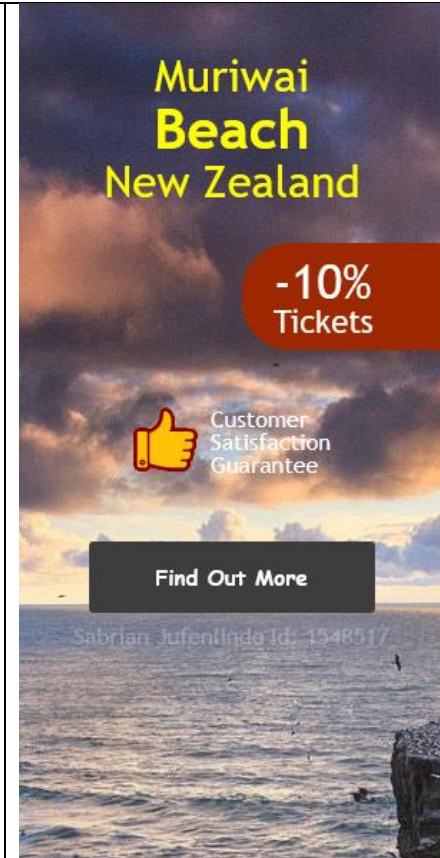 Muriwai
Beach
New Zealand
-10%
Tickets
Customer
Satisfaction
Guarantee
Find Out More
Sabrian Jufenlindo Id: 1548517